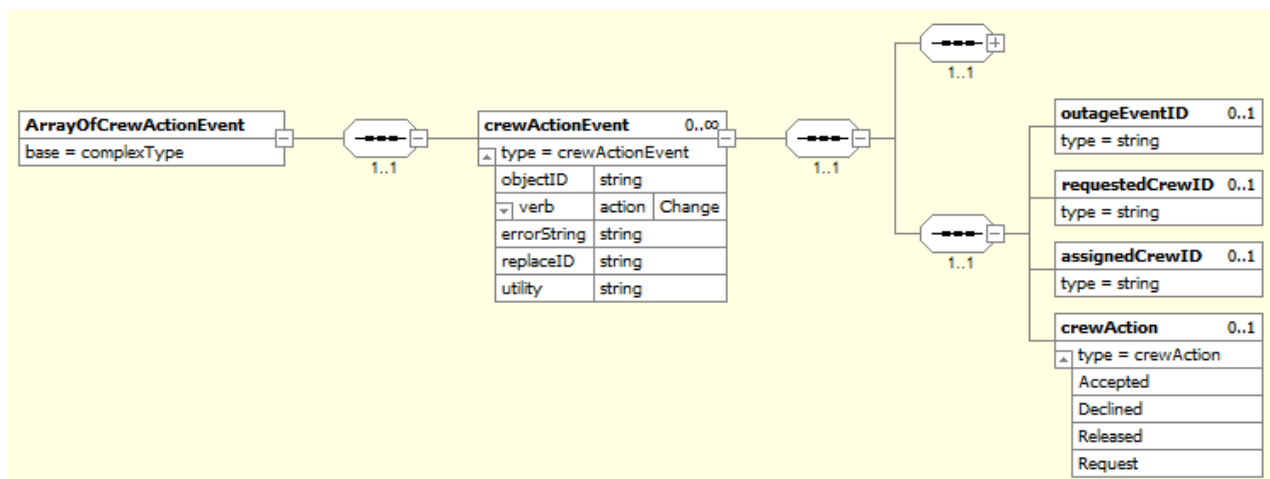 ArrayOfCrewActionEvent
base = complexType
1..1
crewActionEvent 0..∞
type = crewActionEvent
objectID string
verb action Change
errorString string
replaceID string
utility string
1..1
1..1
1..1
outageEventID 0..1
type = string
requestedCrewID 0..1
type = string
assignedCrewID 0..1
type = string
crewAction 0..1
type = crewAction
Accepted
Declined
Released
Request